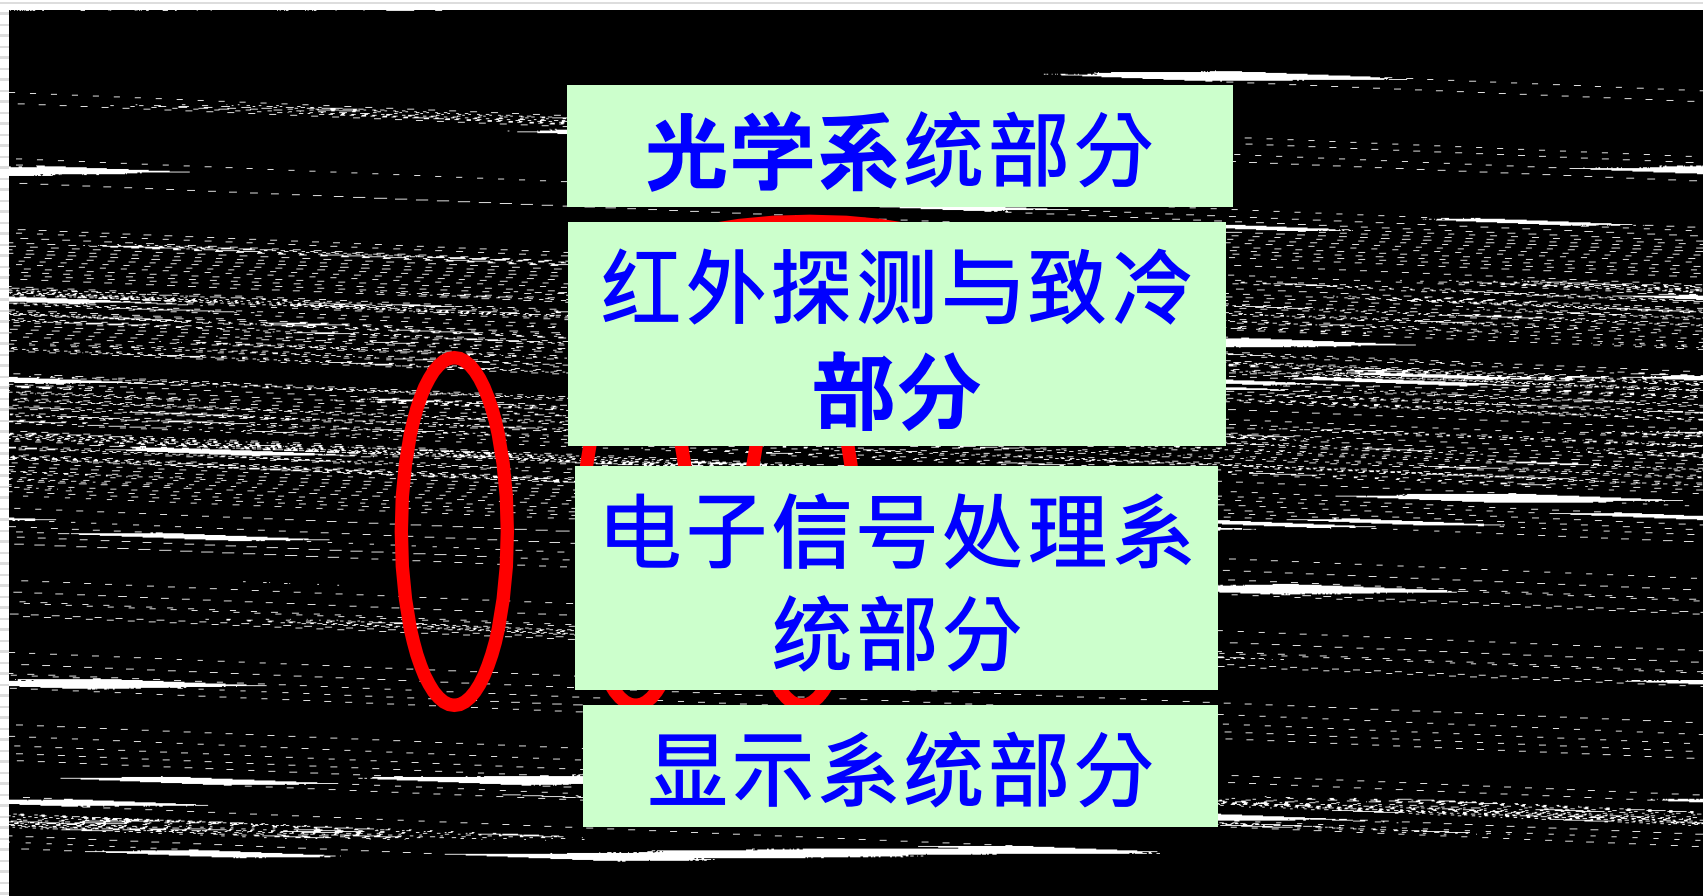 光学系统部分
红外探测与致冷
部分
电子信号处理系
统部分
显示系统部分